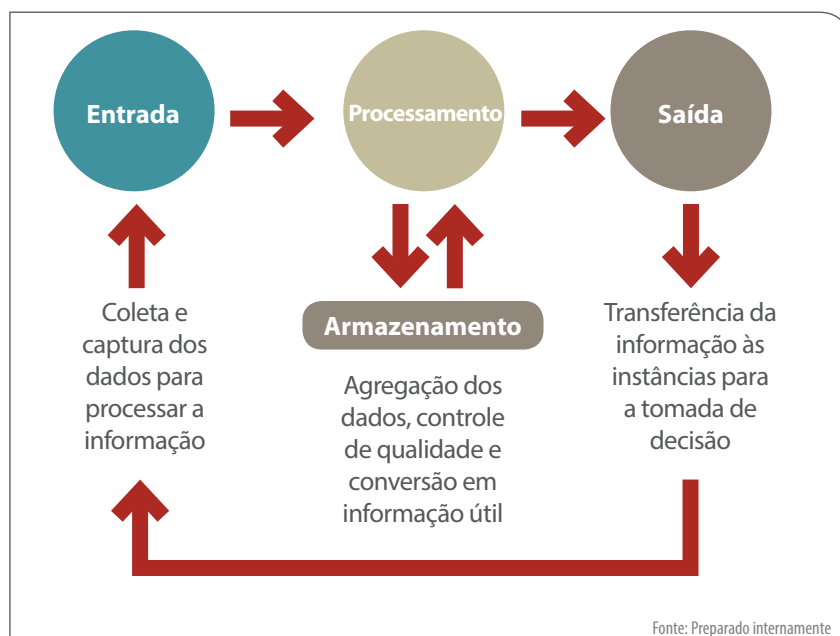 Entrada
Processamento
Saída
Coleta e
captura dos
dados para
processar a
informação
Armazenamento
Agregação dos
dados, controle
de qualidade e
conversão em
informação útil
Transferência da
informação às
instâncias para
a tomada de
decisão
Fonte: Preparado internamente